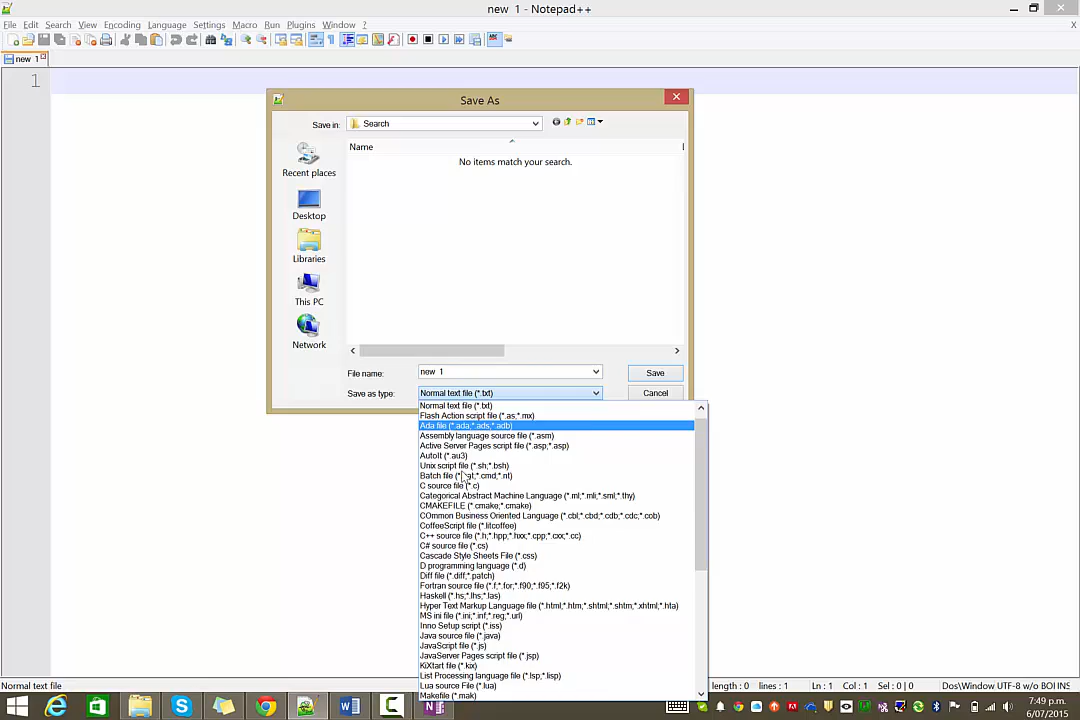 new 1 - Notepad++
File Edit Search View Encoding Language Settings Macro Run Plugins Window ?
X
new 1
1
Save As
Save in: Search
Name
No items match your search.
Recent places
Desktop
Libraries
This PC
Network
File name: new 1 Save
Save as type: Normal text file (*.txt) Cancel
Normal text file (*.txt)
Flash Action script file (*.as;*.mx)
Ada file (*.ada;*.ads;*.adb)
Assembly language source file (*.asm)
Active Server Pages script file (*.asp;*.asp)
AutoIt (*.au3)
Unix script file (*.sh;*.bsh)
Batch file (*.bat;*.cmd;*.nt)
C source file (*.c)
Categorical Abstract Machine Language (*.ml;*.mli;*.sml;*.thy)
CMAKEFILE (*.cmake;*.cmake)
COmmon Business Oriented Language (*.cbl;*.cbd;*.cdb;*.cdc;*.cob)
CoffeeScript file (*.litcoffee)
C++ source file (*.h;*.hpp;*.hxx;*.cpp;*.cxx;*.cc)
C# source file (*.cs)
Cascade Style Sheets File (*.css)
D programming language (*.d)
Diff file (*.diff;*.patch)
Fortran source file (*.f;*.for;*.f90;*.f95;*.f2k)
Haskell (*.hs;*.lhs;*.las)
Hyper Text Markup Language file (*.html;*.htm;*.shtml;*.shtm;*.xhtml;*.hta)
MS ini file (*.ini;*.inf;*.reg;*.url)
Inno Setup script (*.iss)
Java source file (*.java)
JavaScript file (*.js)
JavaServer Pages script file (*.jsp)
KiXtart file (*.kix)
List Processing language file (*.lsp;*.lisp)
Lua source File (*.lua)
Makefile (*.mak)
Normal text file length : 0 lines : 1 Ln : 1 Col : 1 Sel : 0 | 0 Dos\Window UTF-8 w/o BOM INS
7:49 p.m.
6/07/2015